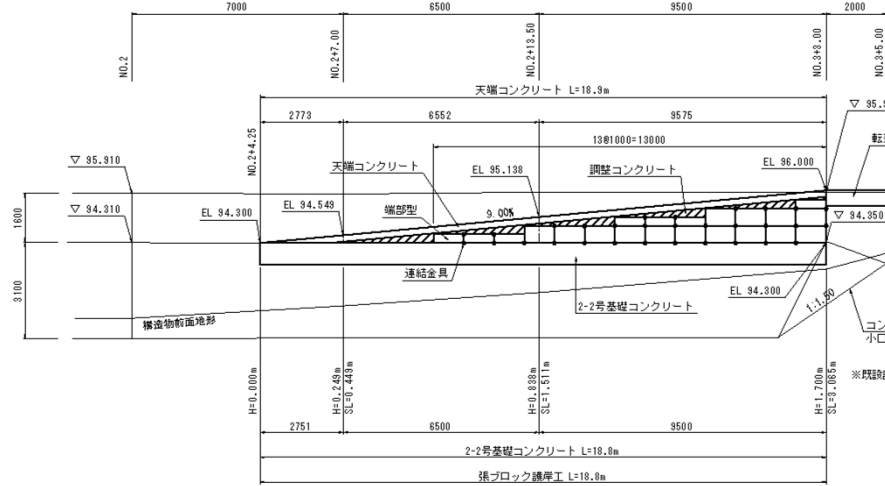 7000
6500
9500
2000
NO.2
NO.2+7.00
NO.2+13.50
NO.3+3.00
NO.3+5.00
天端コンクリート L=18.9m
2773
6552
9575
NO.2+4.25
13@1000=13000
▽ 95.9
▽ 95.910
天端コンクリート
EL 95.138
調整コンクリート
EL 96.000
1600
▽ 94.310
EL 94.300
EL 94.549
端部型
9.00%
▽ 94.350
連結金具
EL 94.300
2-2号基礎コンクリート
3100
構造物前面地形
1:1.50
コン
小口
※既設
H=0.000m
H=0.249m
SL=0.449m
H=0.838m
SL=1.511m
H=1.700m
SL=3.065m
2751
6500
9500
2-2号基礎コンクリート L=18.8m
張ブロック護岸工 L=18.8m